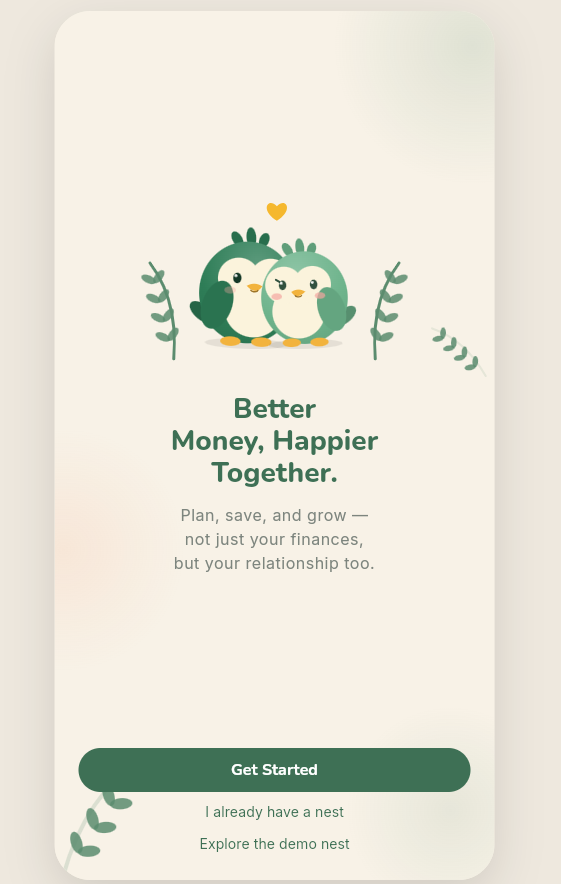 Better
Money, Happier
Together.
Plan, save, and grow —
not just your finances,
but your relationship too.
Get Started
I already have a nest
Explore the demo nest